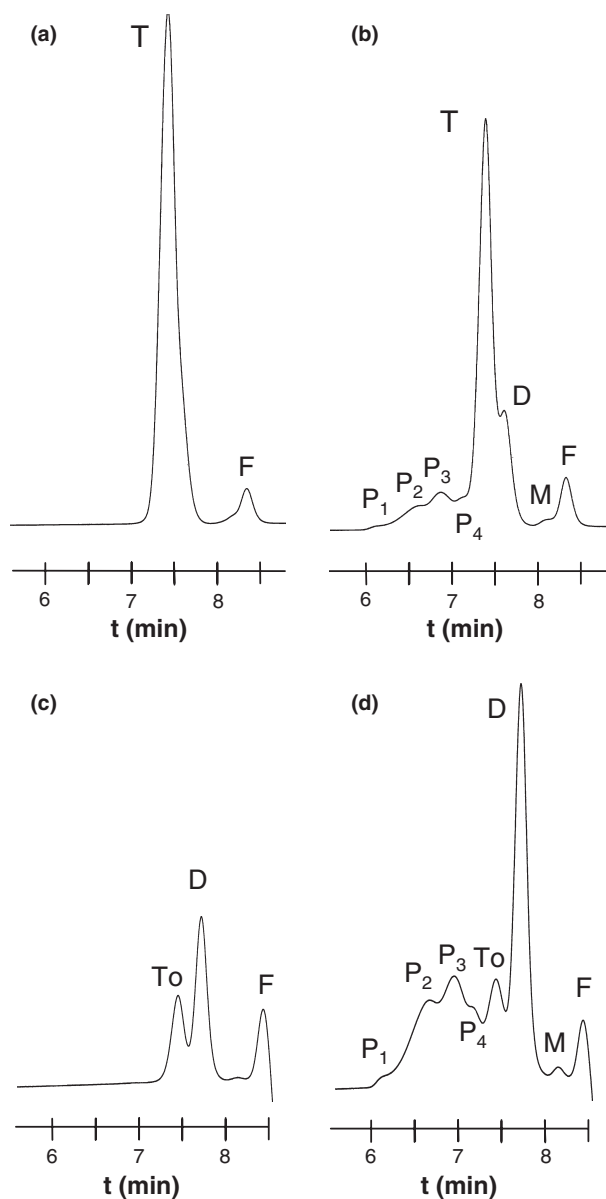 (a)
T
F
6 7 8
t (min)
(b)
T
D
P₁ P₂ P₃ P₄ M F
6 7 8
t (min)
(c)
To D F
6 7 8
t (min)
(d)
D
P₁ P₂ P₃ P₄ To M F
6 7 8
t (min)